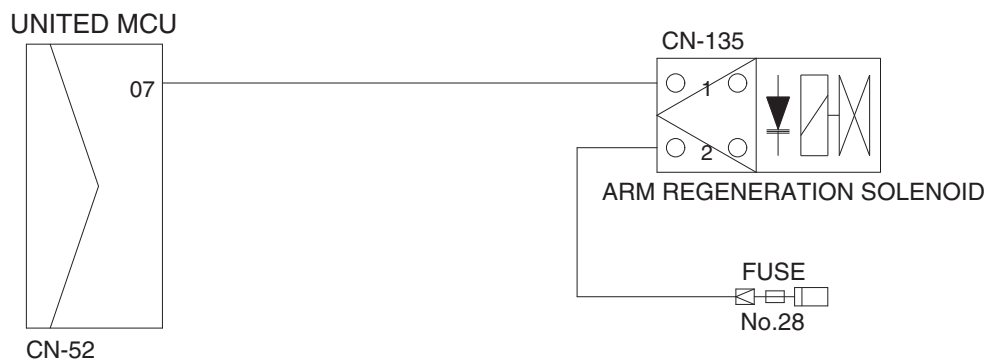 UNITED MCU
CN-135
07
1
2
ARM REGENERATION SOLENOID
FUSE
No.28
CN-52